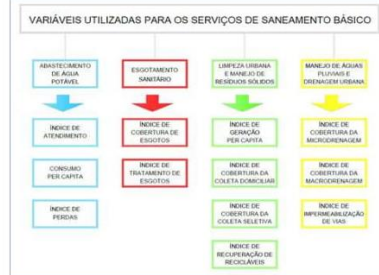 VARIÁVEIS UTILIZADAS PARA OS SERVIÇOS DE SANEAMENTO BÁSICO
ABASTECIMENTO
DE ÁGUA
POTÁVEL
ESGOTAMENTO
SANITÁRIO
LIMPEZA URBANA
E MANEJO DE
RESÍDUOS SÓLIDOS
MANEJO DE ÁGUAS
PLUVIAIS E
DRENAGEM URBANA
ÍNDICE DE
ATENDIMENTO
CONSUMO
PER CAPITA
ÍNDICE DE
PERDAS
ÍNDICE DE
COBERTURA DE
ESGOTOS
ÍNDICE DE
TRATAMENTO DE
ESGOTOS
ÍNDICE DE
GERAÇÃO
PER CAPITA
ÍNDICE DE
COBERTURA DA
COLETA DOMICILIAR
ÍNDICE DE
COBERTURA DA
COLETA SELETIVA
ÍNDICE DE
RECUPERAÇÃO DE
RECICLÁVEIS
ÍNDICE DE
COBERTURA DA
MICRODRENAGEM
ÍNDICE DE
COBERTURA DA
MACRODRENAGEM
ÍNDICE DE
IMPERMEABILIZAÇÃO
DE VIAS